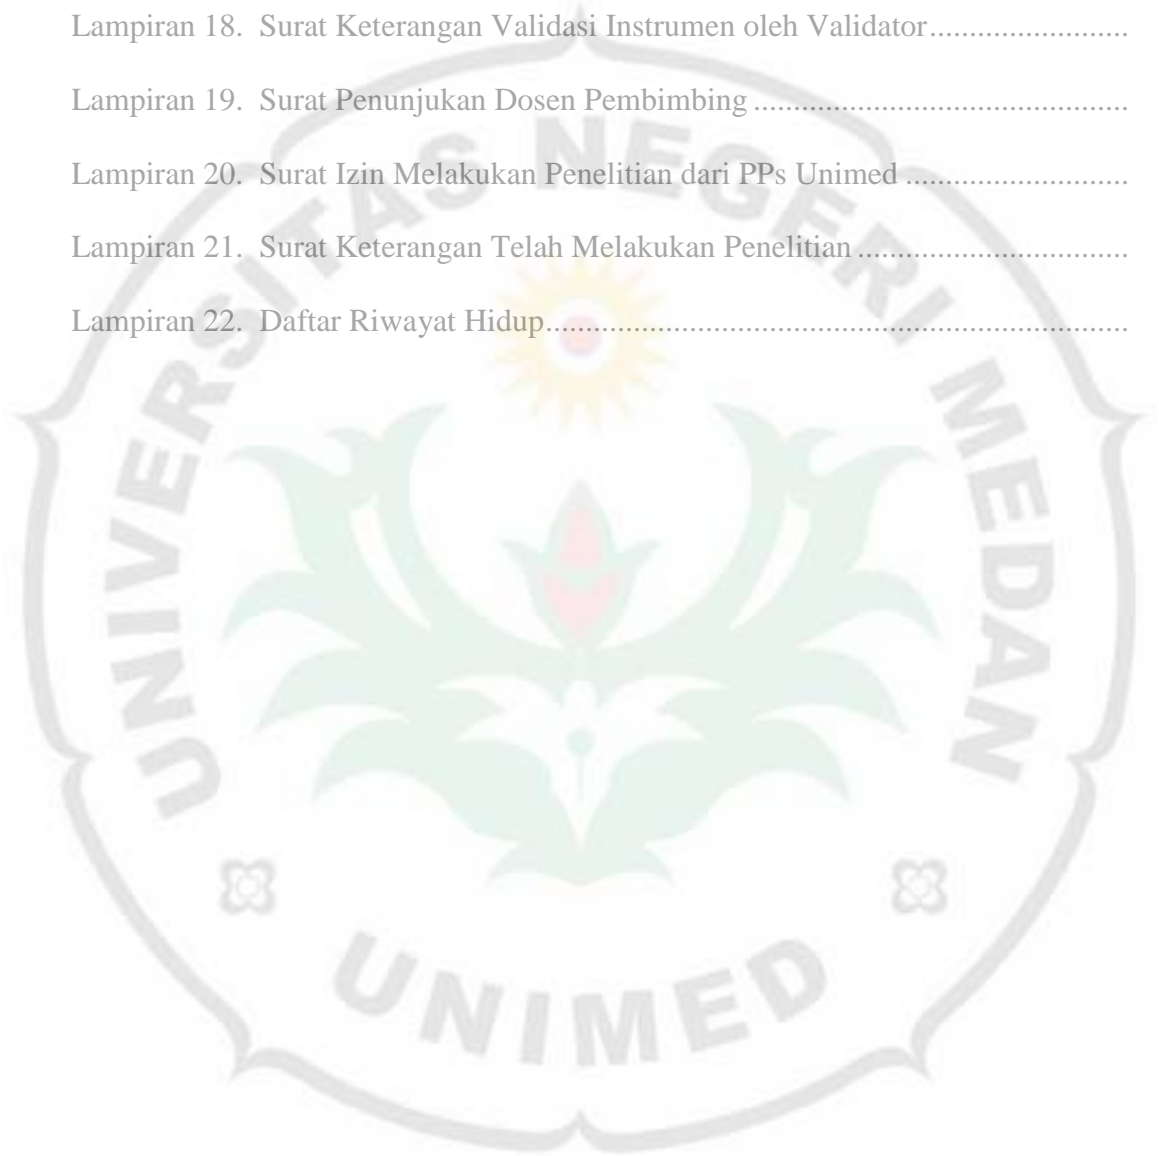 Lampiran 18. Surat Keterangan Validasi Instrumen oleh Validator............................
Lampiran 19. Surat Penunjukan Dosen Pembimbing ...............................................
Lampiran 20. Surat Izin Melakukan Penelitian dari PPs Unimed ............................
Lampiran 21. Surat Keterangan Telah Melakukan Penelitian ..................................
Lampiran 22. Daftar Riwayat Hidup.........................................................................
UNIVERSITAS NEGERI MEDAN
UNIMED